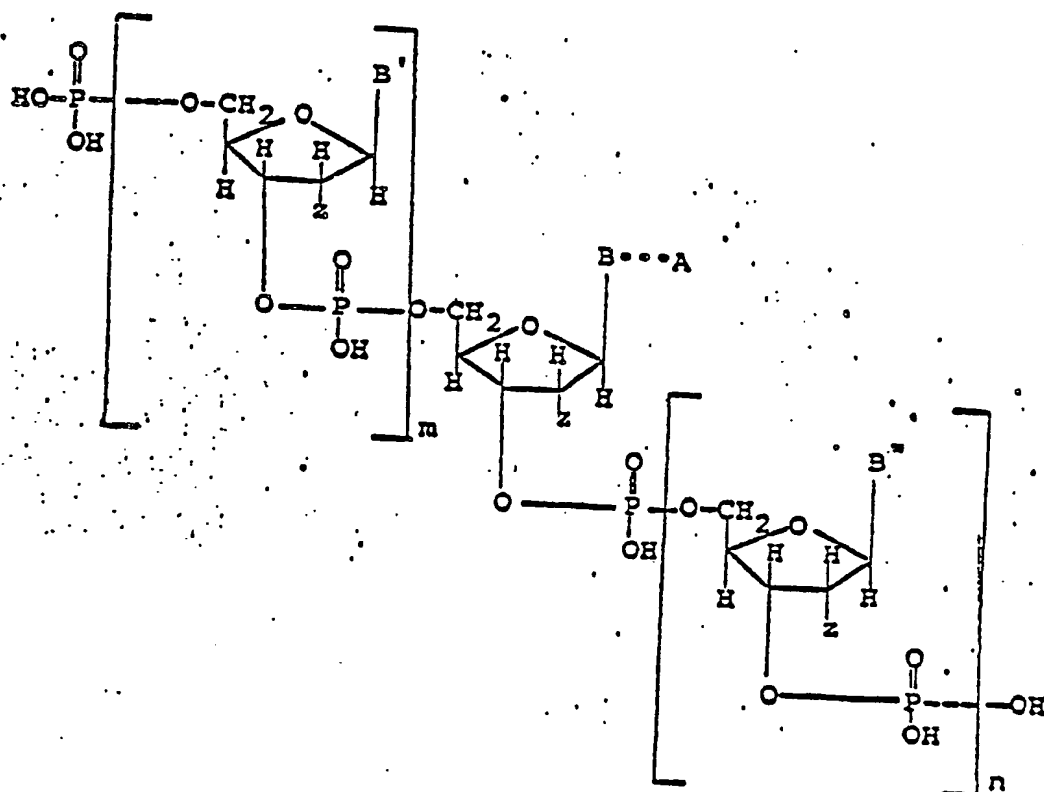 O B'
HO-P-O-CH2 O
OH H H
H z H
O B•••A
O-P-O-CH2 O
OH H H
H z H
m
O B"
O-P-O-CH2 O
OH H H
H z H
O
O-P-OH
OH
n